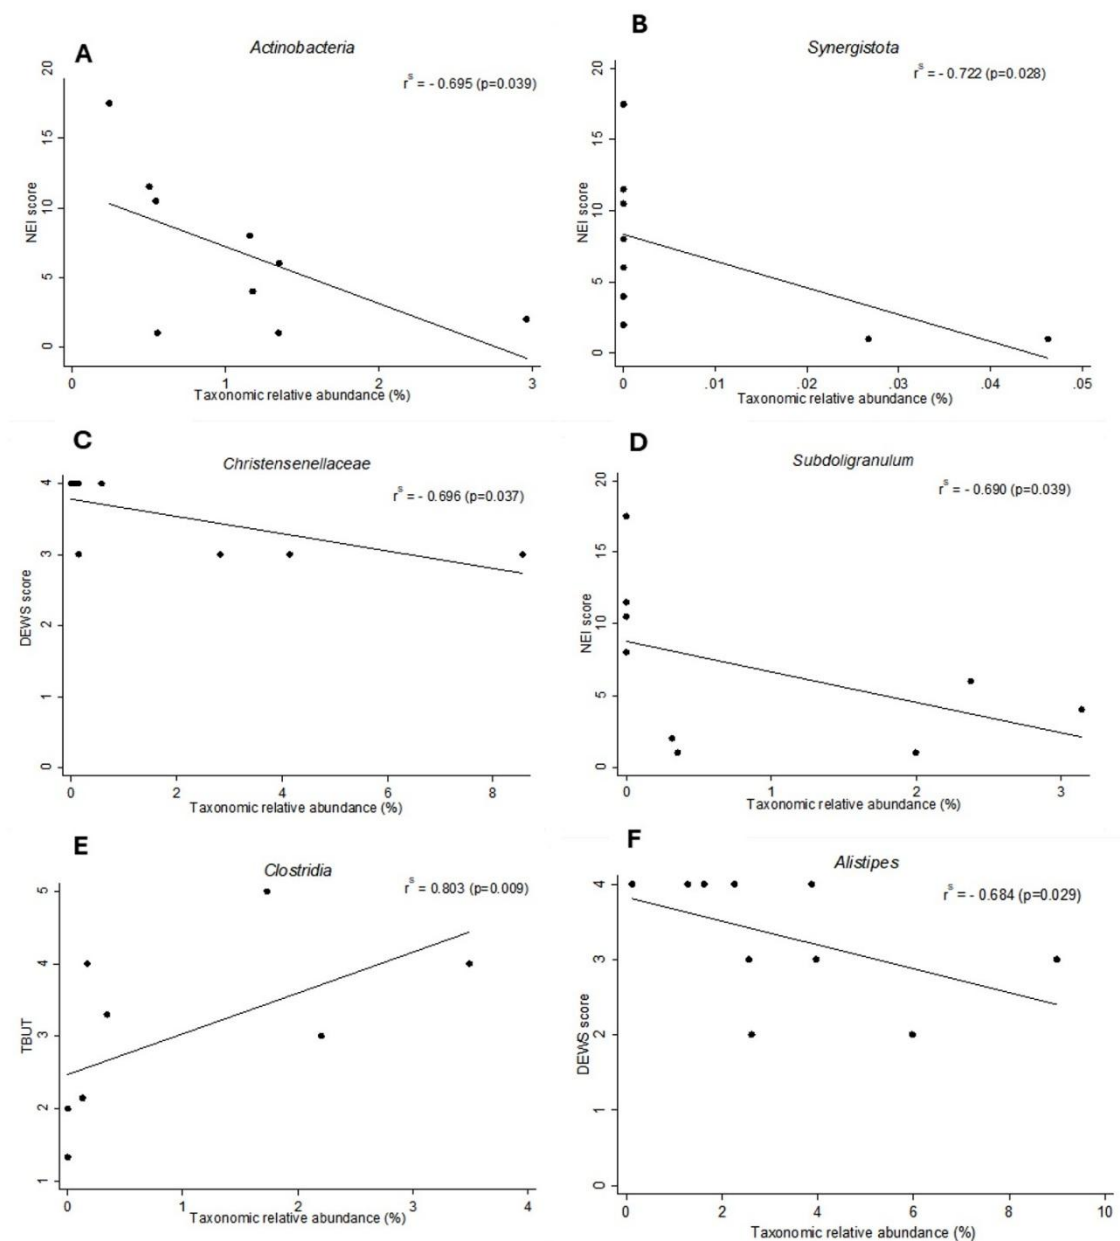 A
Actinobacteria
rs = - 0.695 (p=0.039)
NEI score
20
15
10
5
0
0 1 2 3
Taxonomic relative abundance (%)
B
Synergistota
rs = - 0.722 (p=0.028)
NEI score
20
15
10
5
0
0 .01 .02 .03 .04 .05
Taxonomic relative abundance (%)
C
Christensenellaceae
rs = - 0.696 (p=0.037)
DEWS score
4
3
2
1
0
0 2 4 6 8
Taxonomic relative abundance (%)
D
Subdoligranulum
rs = - 0.690 (p=0.039)
NEI score
20
15
10
5
0
0 1 2 3
Taxonomic relative abundance (%)
E
Clostridia
rs = 0.803 (p=0.009)
TBUT
5
4
3
2
1
0 1 2 3 4
Taxonomic relative abundance (%)
F
Alistipes
rs = - 0.684 (p=0.029)
DEWS score
4
3
2
1
0
0 2 4 6 8 10
Taxonomic relative abundance (%)